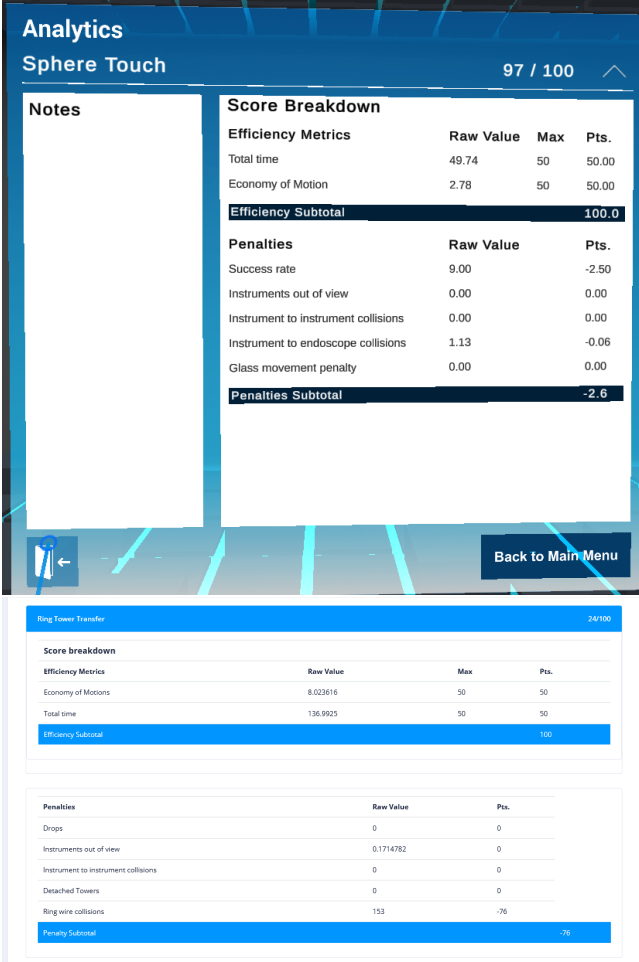 Analytics
Sphere Touch 97 / 100
Notes
Score Breakdown
Efficiency Metrics Raw Value Max Pts.
Total time 49.74 50 50.00
Economy of Motion 2.78 50 50.00
Efficiency Subtotal 100.0
Penalties Raw Value Pts.
Success rate 9.00 -2.50
Instruments out of view 0.00 0.00
Instrument to instrument collisions 0.00 0.00
Instrument to endoscope collisions 1.13 -0.06
Glass movement penalty 0.00 0.00
Penalties Subtotal -2.6
Back to Main Menu
Ring Tower Transfer 24/100
Score breakdown
Efficiency Metrics Raw Value Max Pts.
Economy of Motions 8.023616 50 50
Total time 136.9925 50 50
Efficiency Subtotal 100
Penalties Raw Value Pts.
Drops 0 0
Instruments out of view 0.1714782 0
Instrument to instrument collisions 0 0
Detached Towers 0 0
Ring wire collisions 153 -76
Penalty Subtotal -76